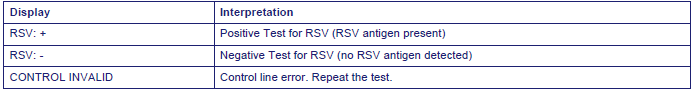 Display Interpretation
RSV: + Positive Test for RSV (RSV antigen present)
RSV: - Negative Test for RSV (no RSV antigen detected)
CONTROL INVALID Control line error. Repeat the test.